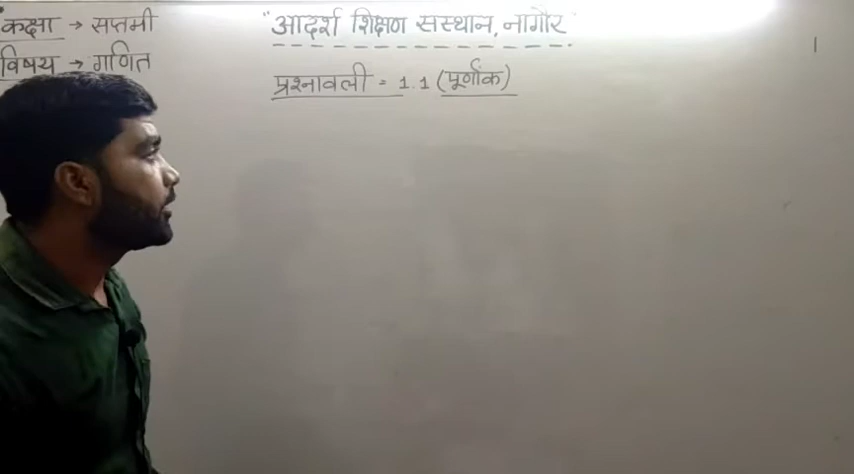 कक्षा → सप्तमी
"आदर्श शिक्षण संस्थान, नागौर"
विषय → गणित
प्रश्नावली = 1.1 (पूर्णांक)